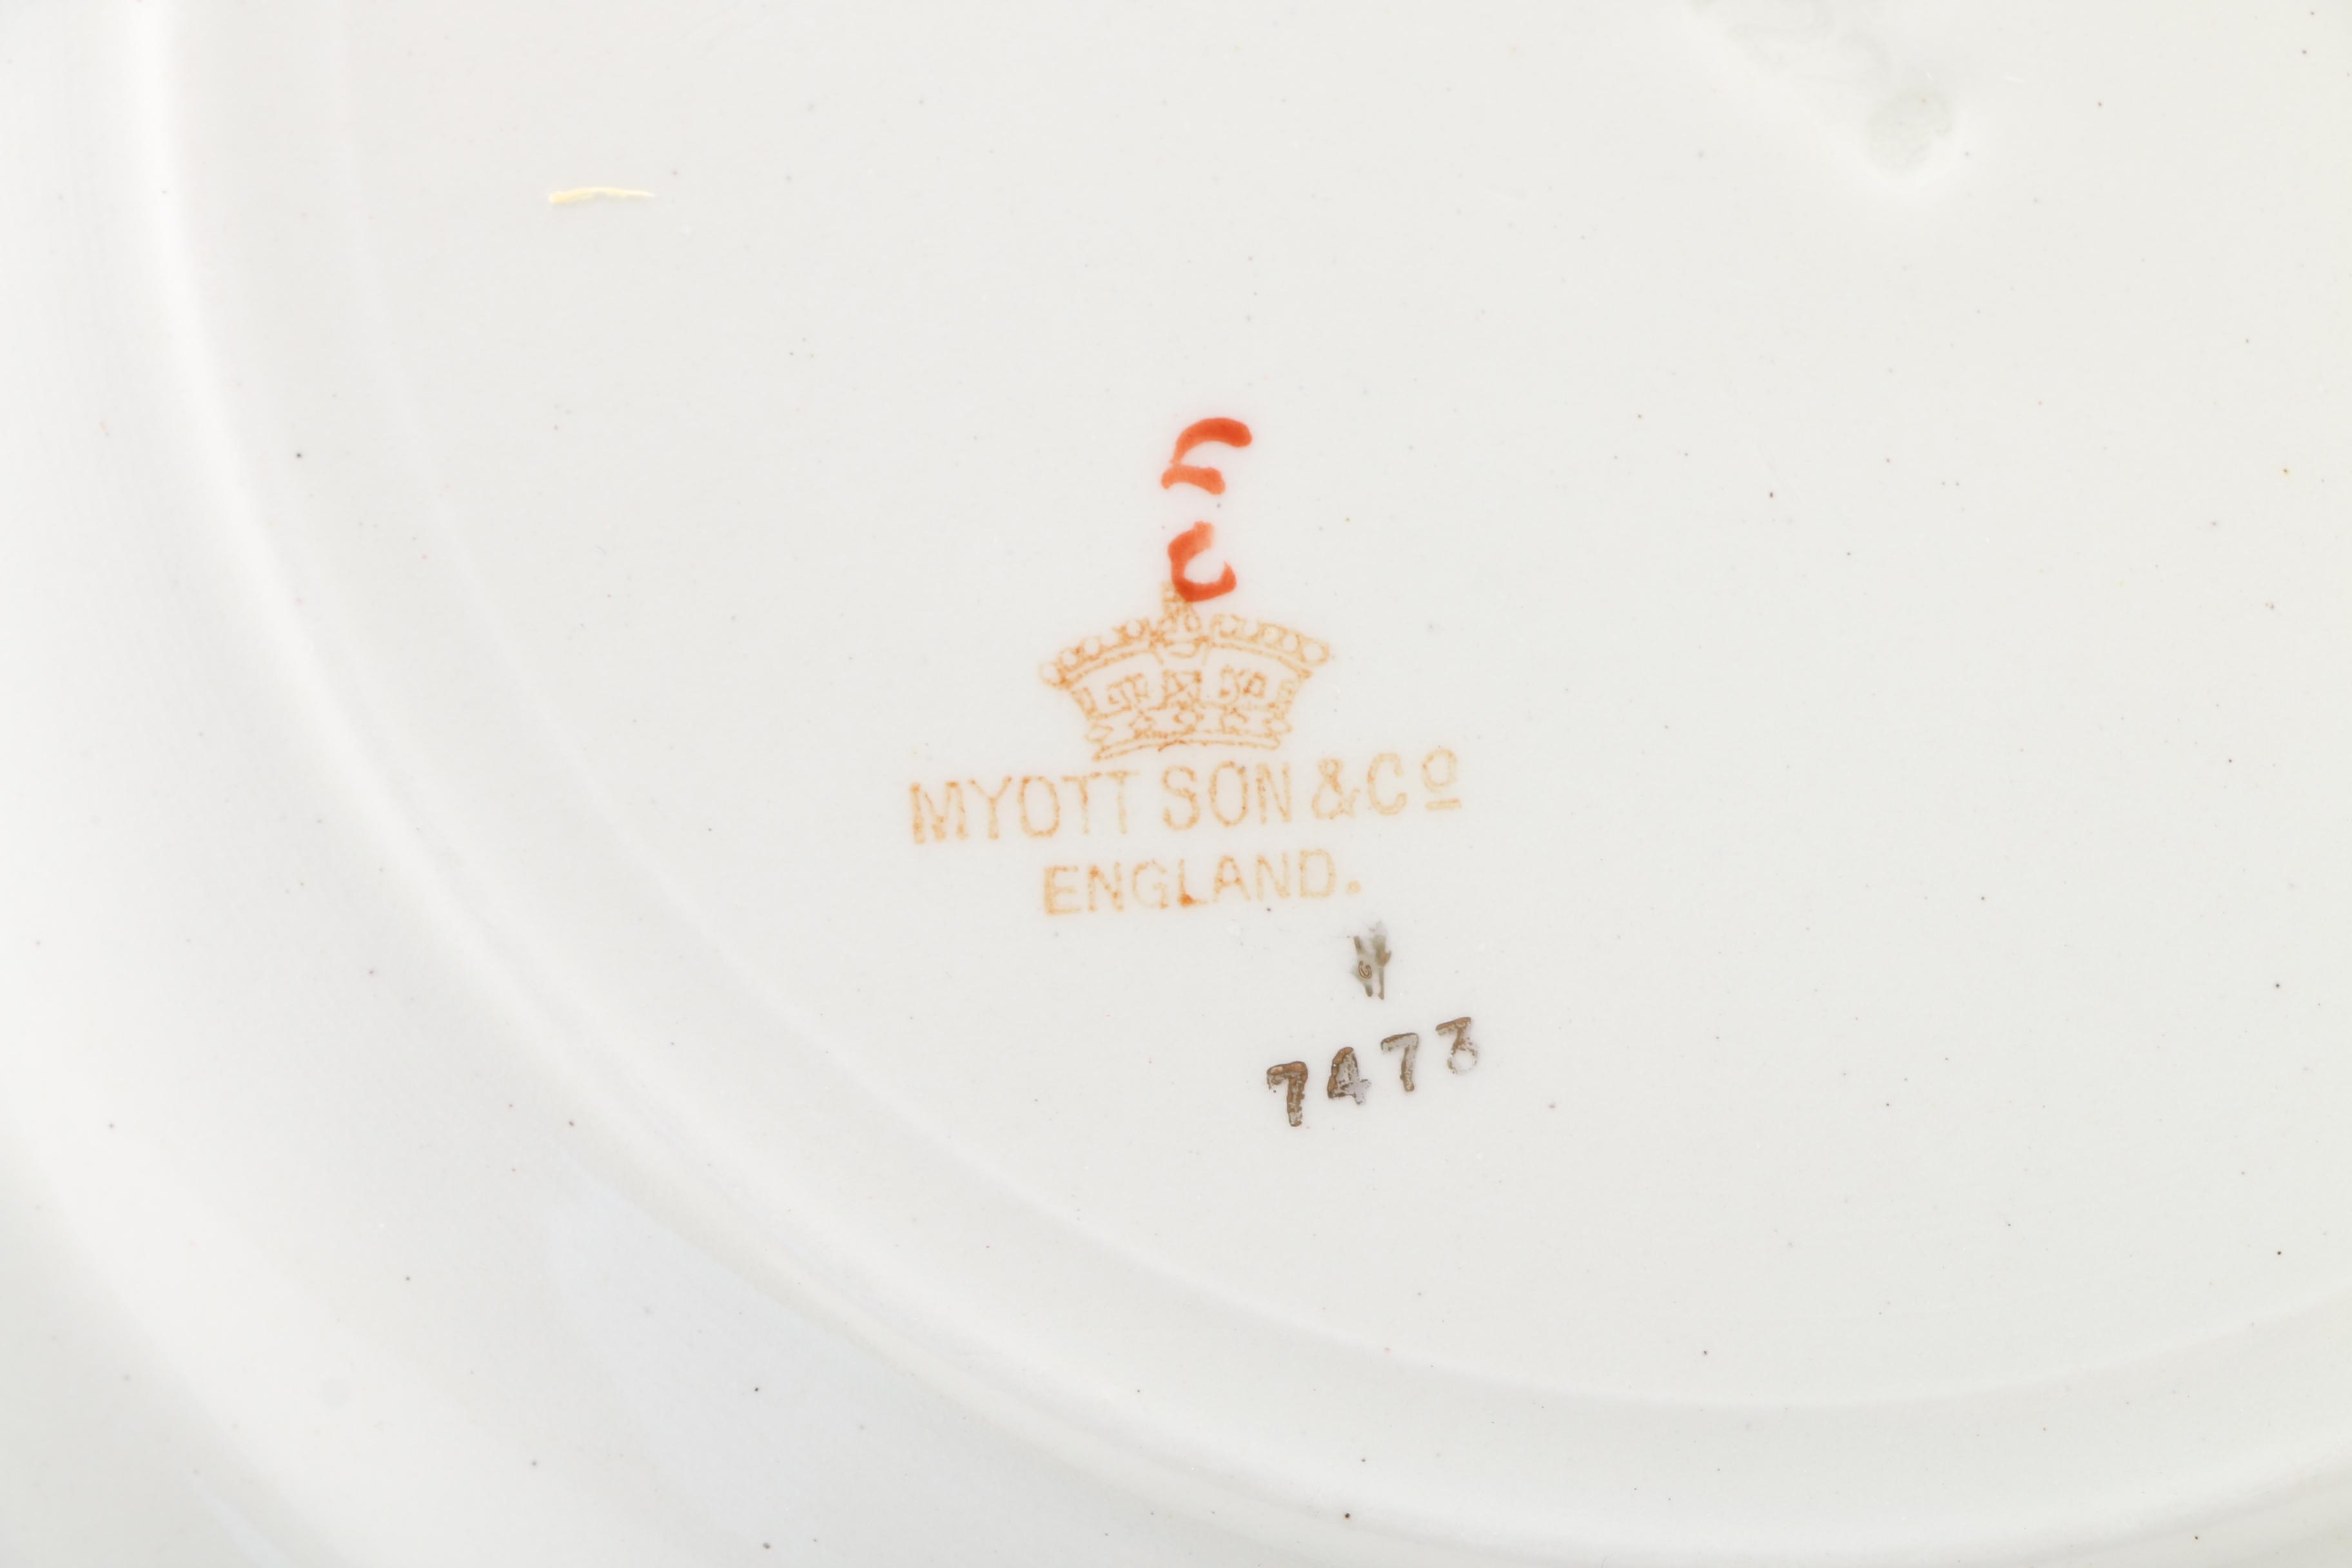 MYOTT SON & Cº
ENGLAND.
7473